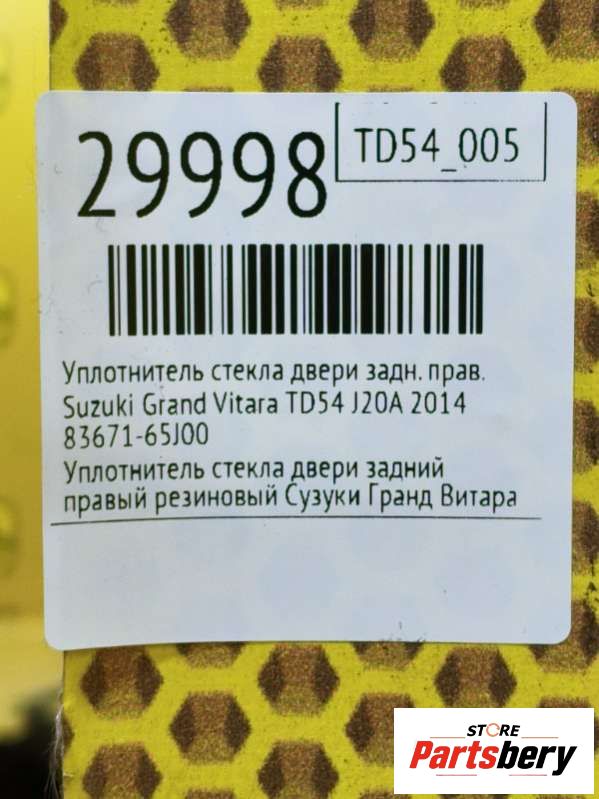 29998
TD54_005
Уплотнитель стекла двери задн. прав.
Suzuki Grand Vitara TD54 J20A 2014
83671-65J00
Уплотнитель стекла двери задний
правый резиновый Сузуки Гранд Витара
STORE
Partsbery